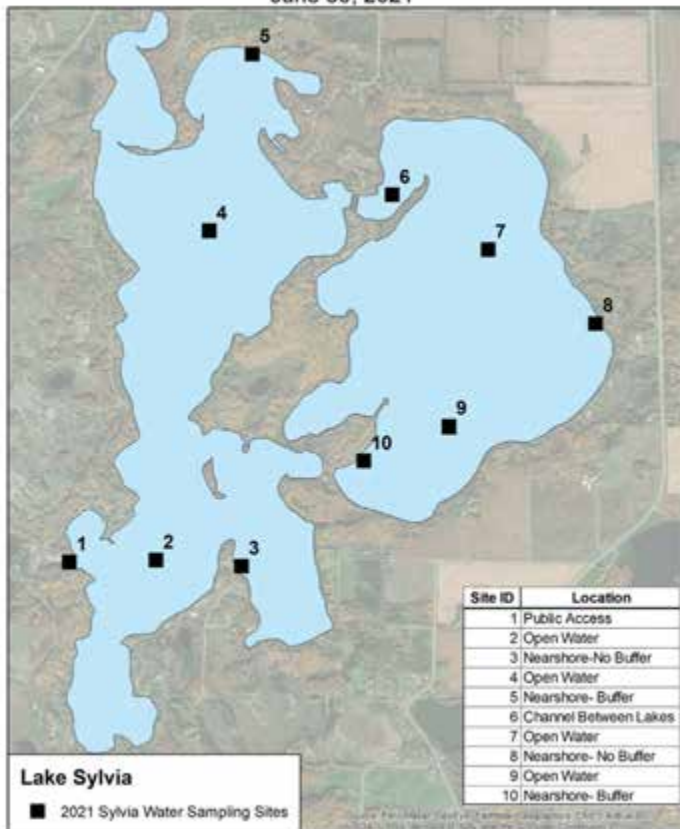 5
6
4
7
8
9
10
1
2
3
Site ID Location
1 Public Access
2 Open Water
3 Nearshore-No Buffer
4 Open Water
5 Nearshore- Buffer
6 Channel Between Lakes
7 Open Water
8 Nearshore- No Buffer
9 Open Water
10 Nearshore- Buffer
Lake Sylvia
2021 Sylvia Water Sampling Sites